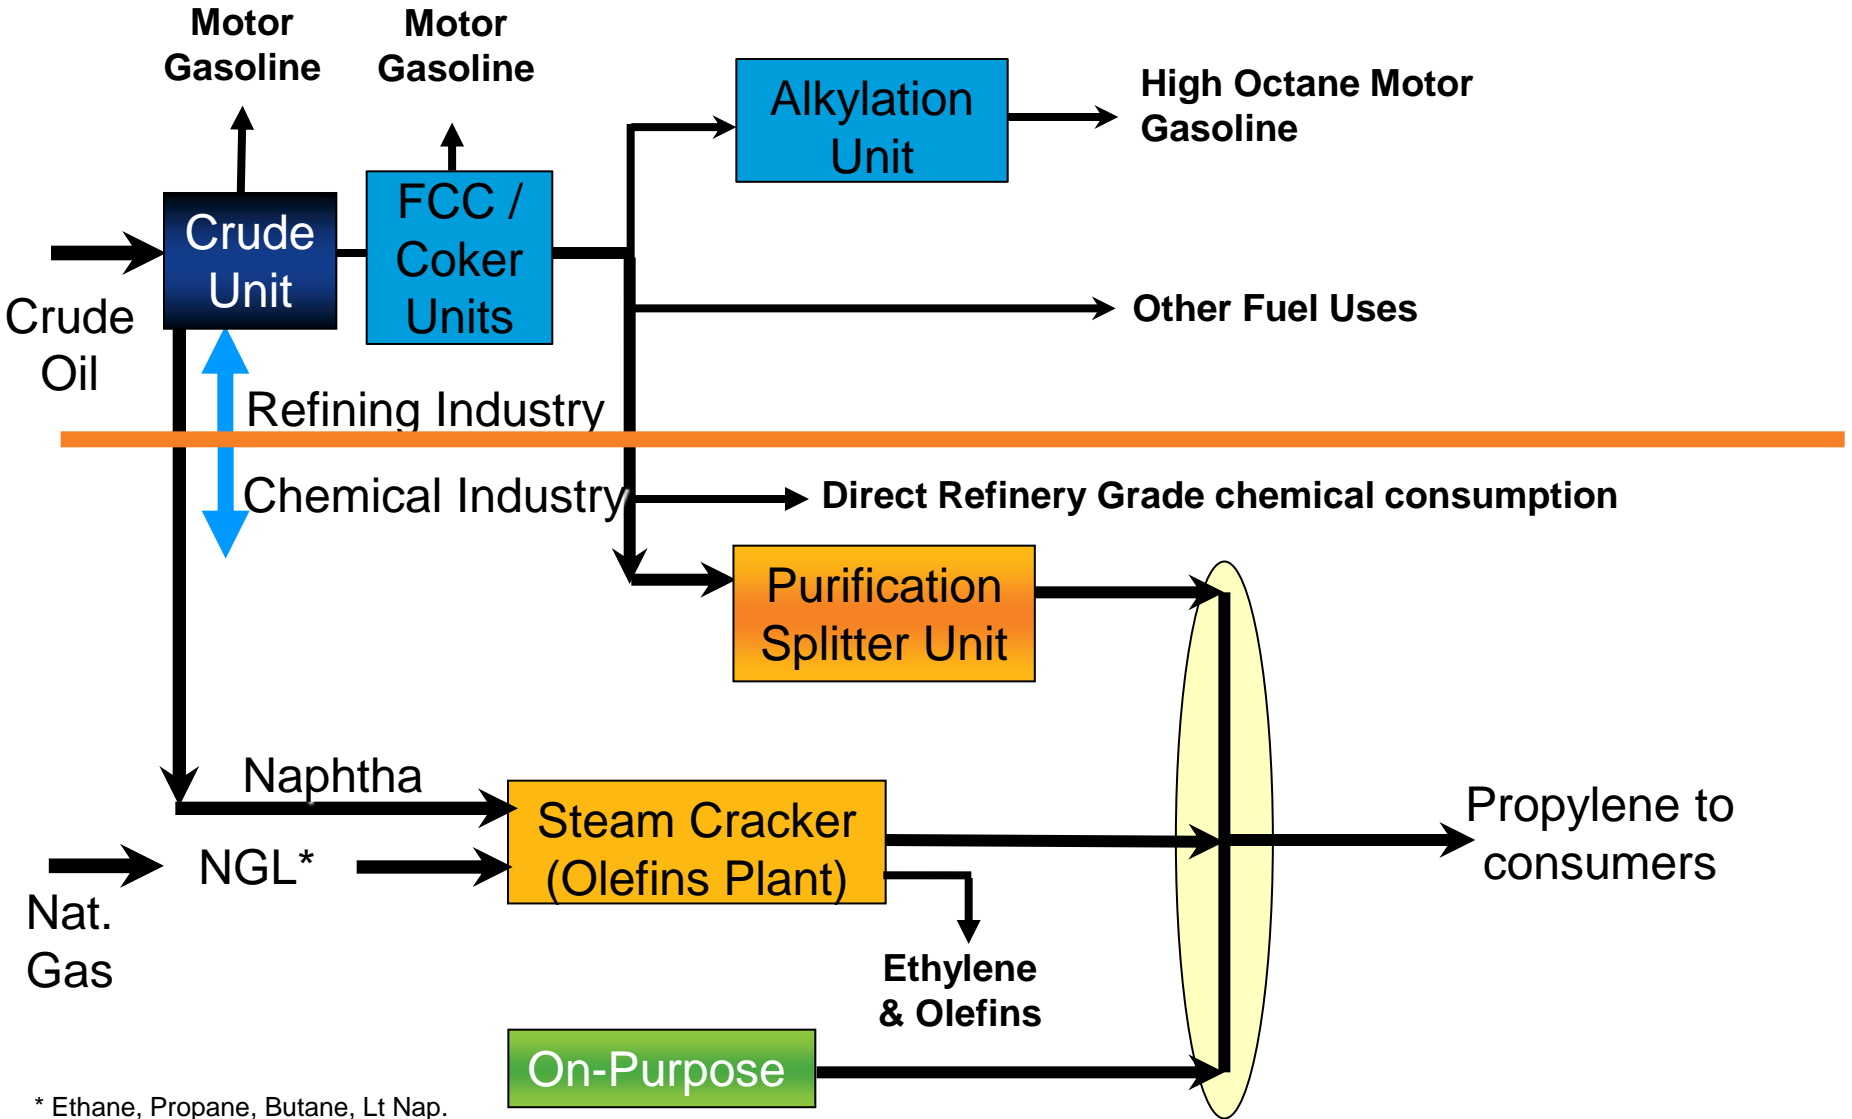 Motor
Gasoline
Motor
Gasoline
Alkylation
Unit
High Octane Motor
Gasoline
Crude
Unit
FCC /
Coker
Units
Crude
Oil
Other Fuel Uses
Refining Industry
Chemical Industry
Direct Refinery Grade chemical consumption
Purification
Splitter Unit
Naphtha
Steam Cracker
(Olefins Plant)
Propylene to
consumers
NGL*
Nat.
Gas
Ethylene
& Olefins
On-Purpose
* Ethane, Propane, Butane, Lt Nap.